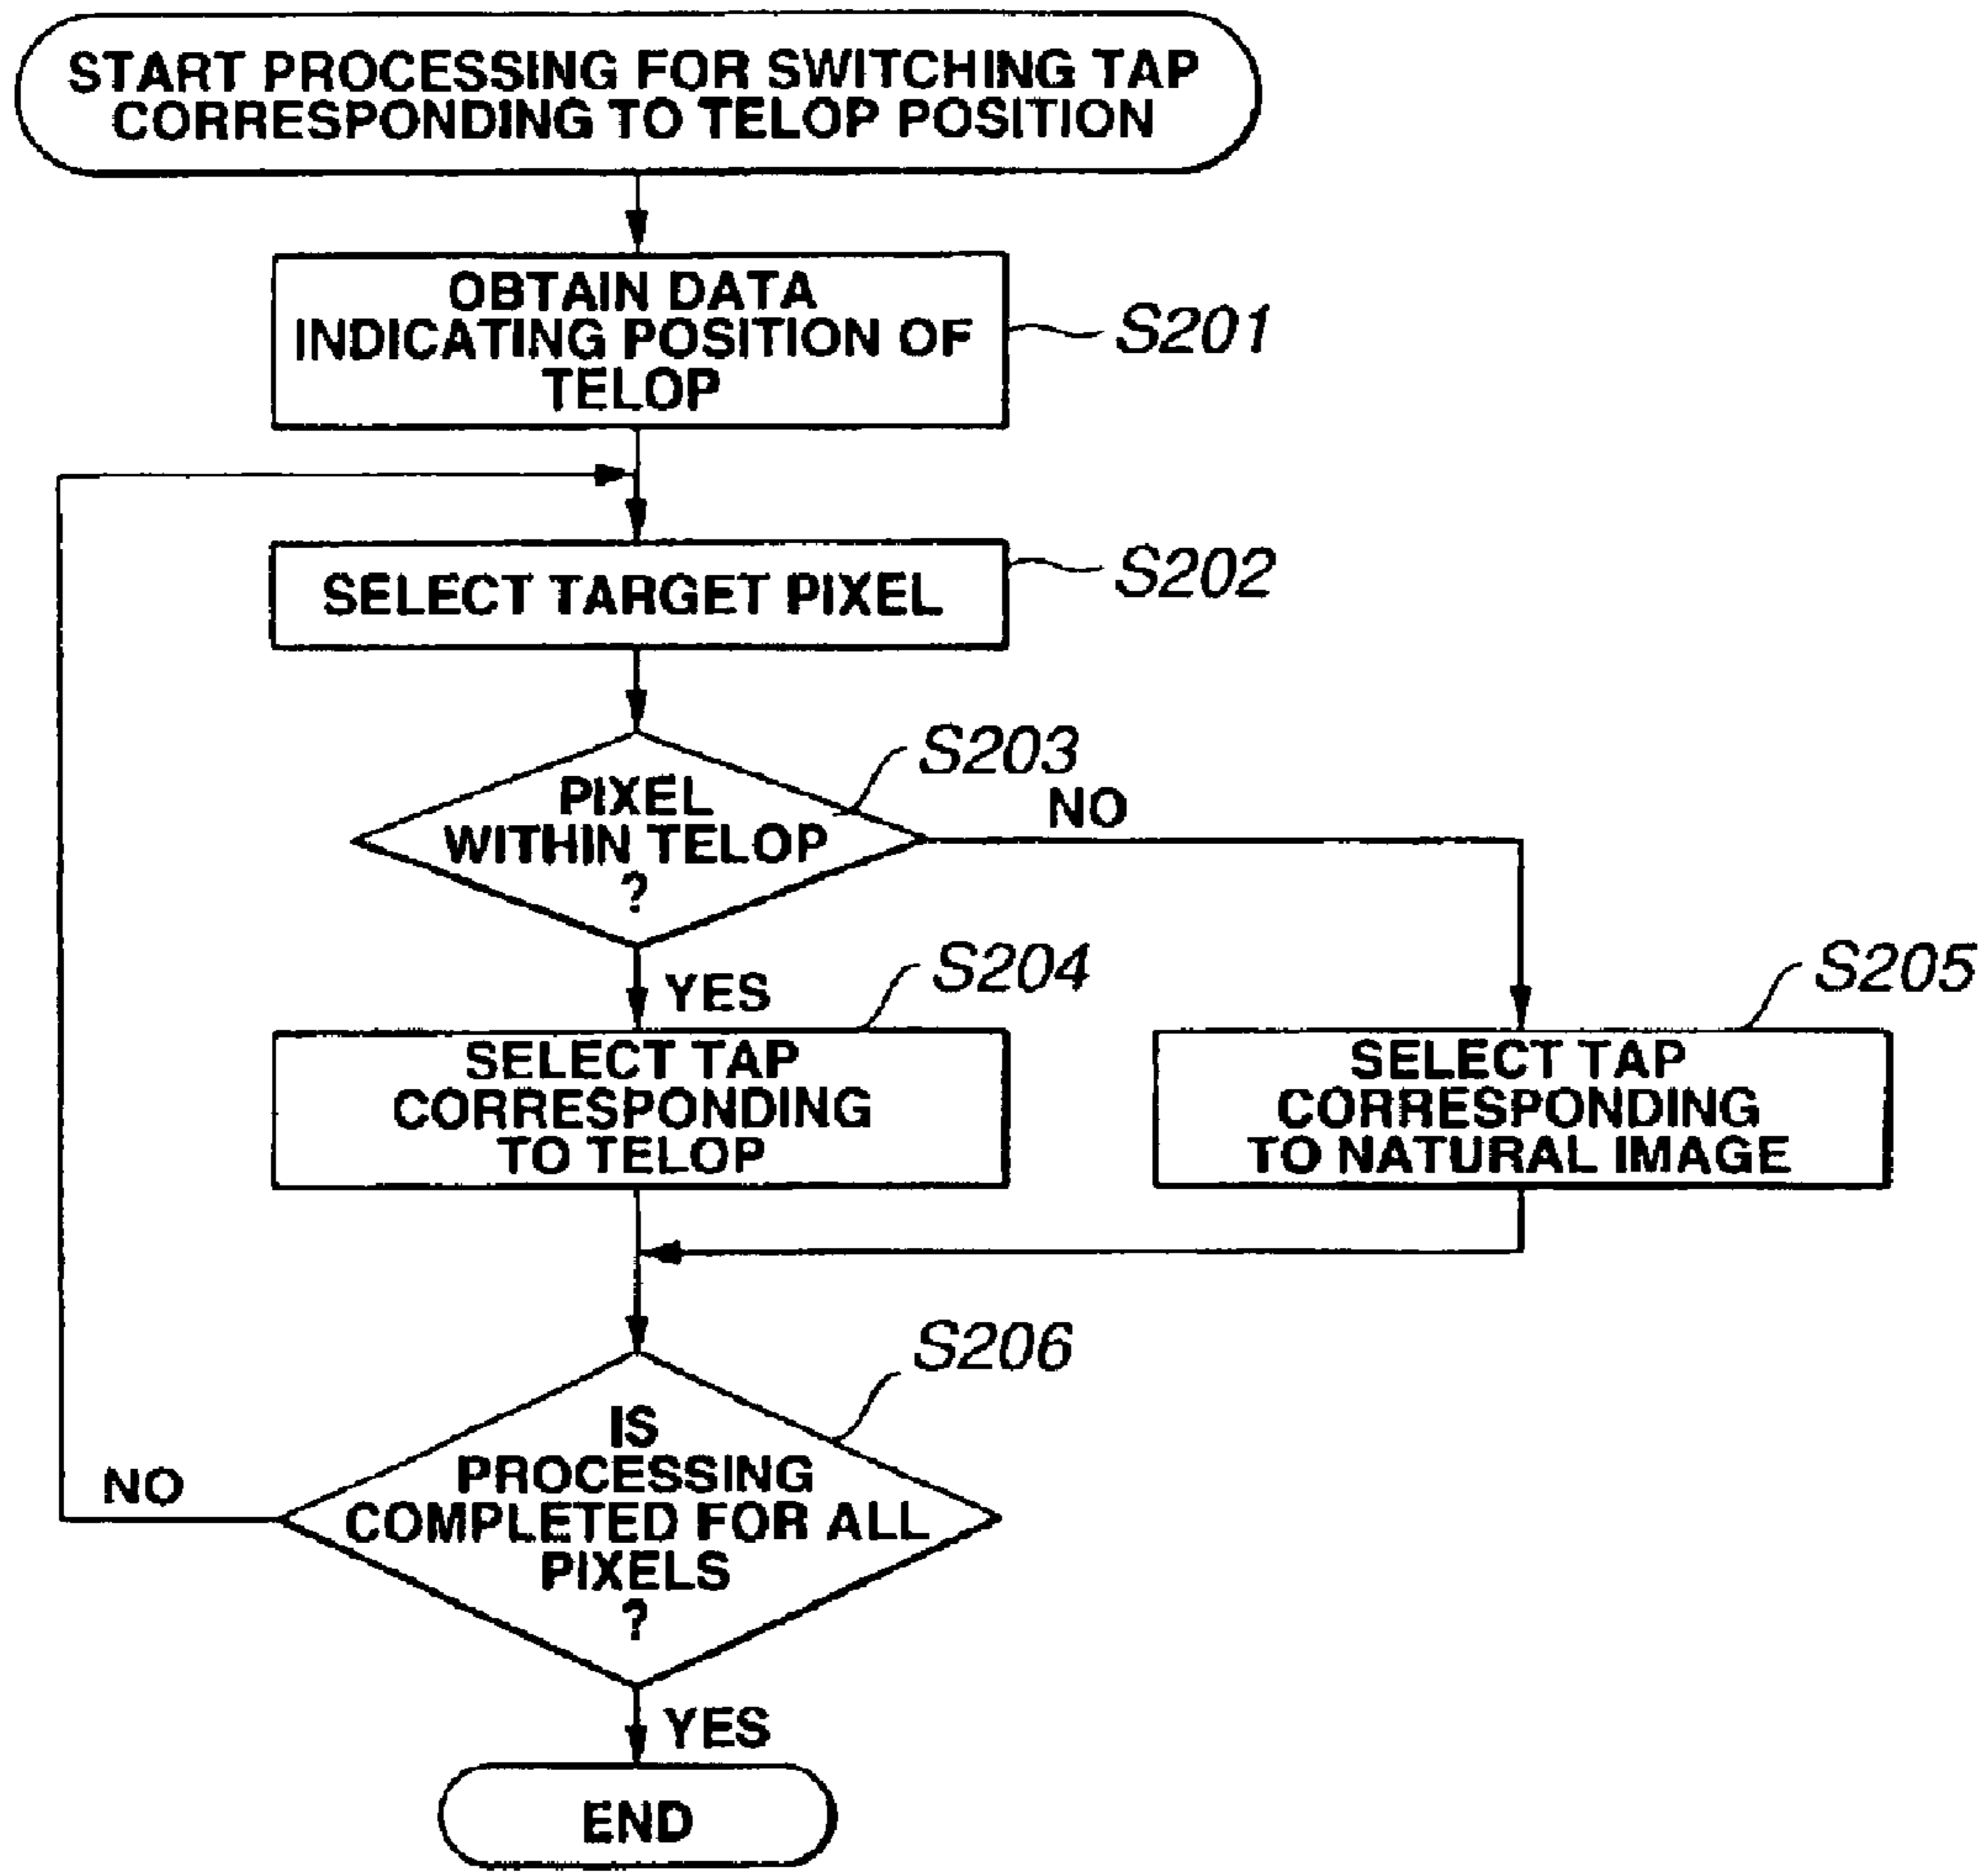 START PROCESSING FOR SWITCHING TAP
CORRESPONDING TO TELOP POSITION
OBTAIN DATA
INDICATING POSITION OF
TELOP
S201
SELECT TARGET PIXEL
S202
PIXEL
WITHIN TELOP
?
S203
NO
YES
S204
SELECT TAP
CORRESPONDING
TO TELOP
S205
SELECT TAP
CORRESPONDING
TO NATURAL IMAGE
S206
IS
PROCESSING
COMPLETED FOR ALL
PIXELS
?
NO
YES
END